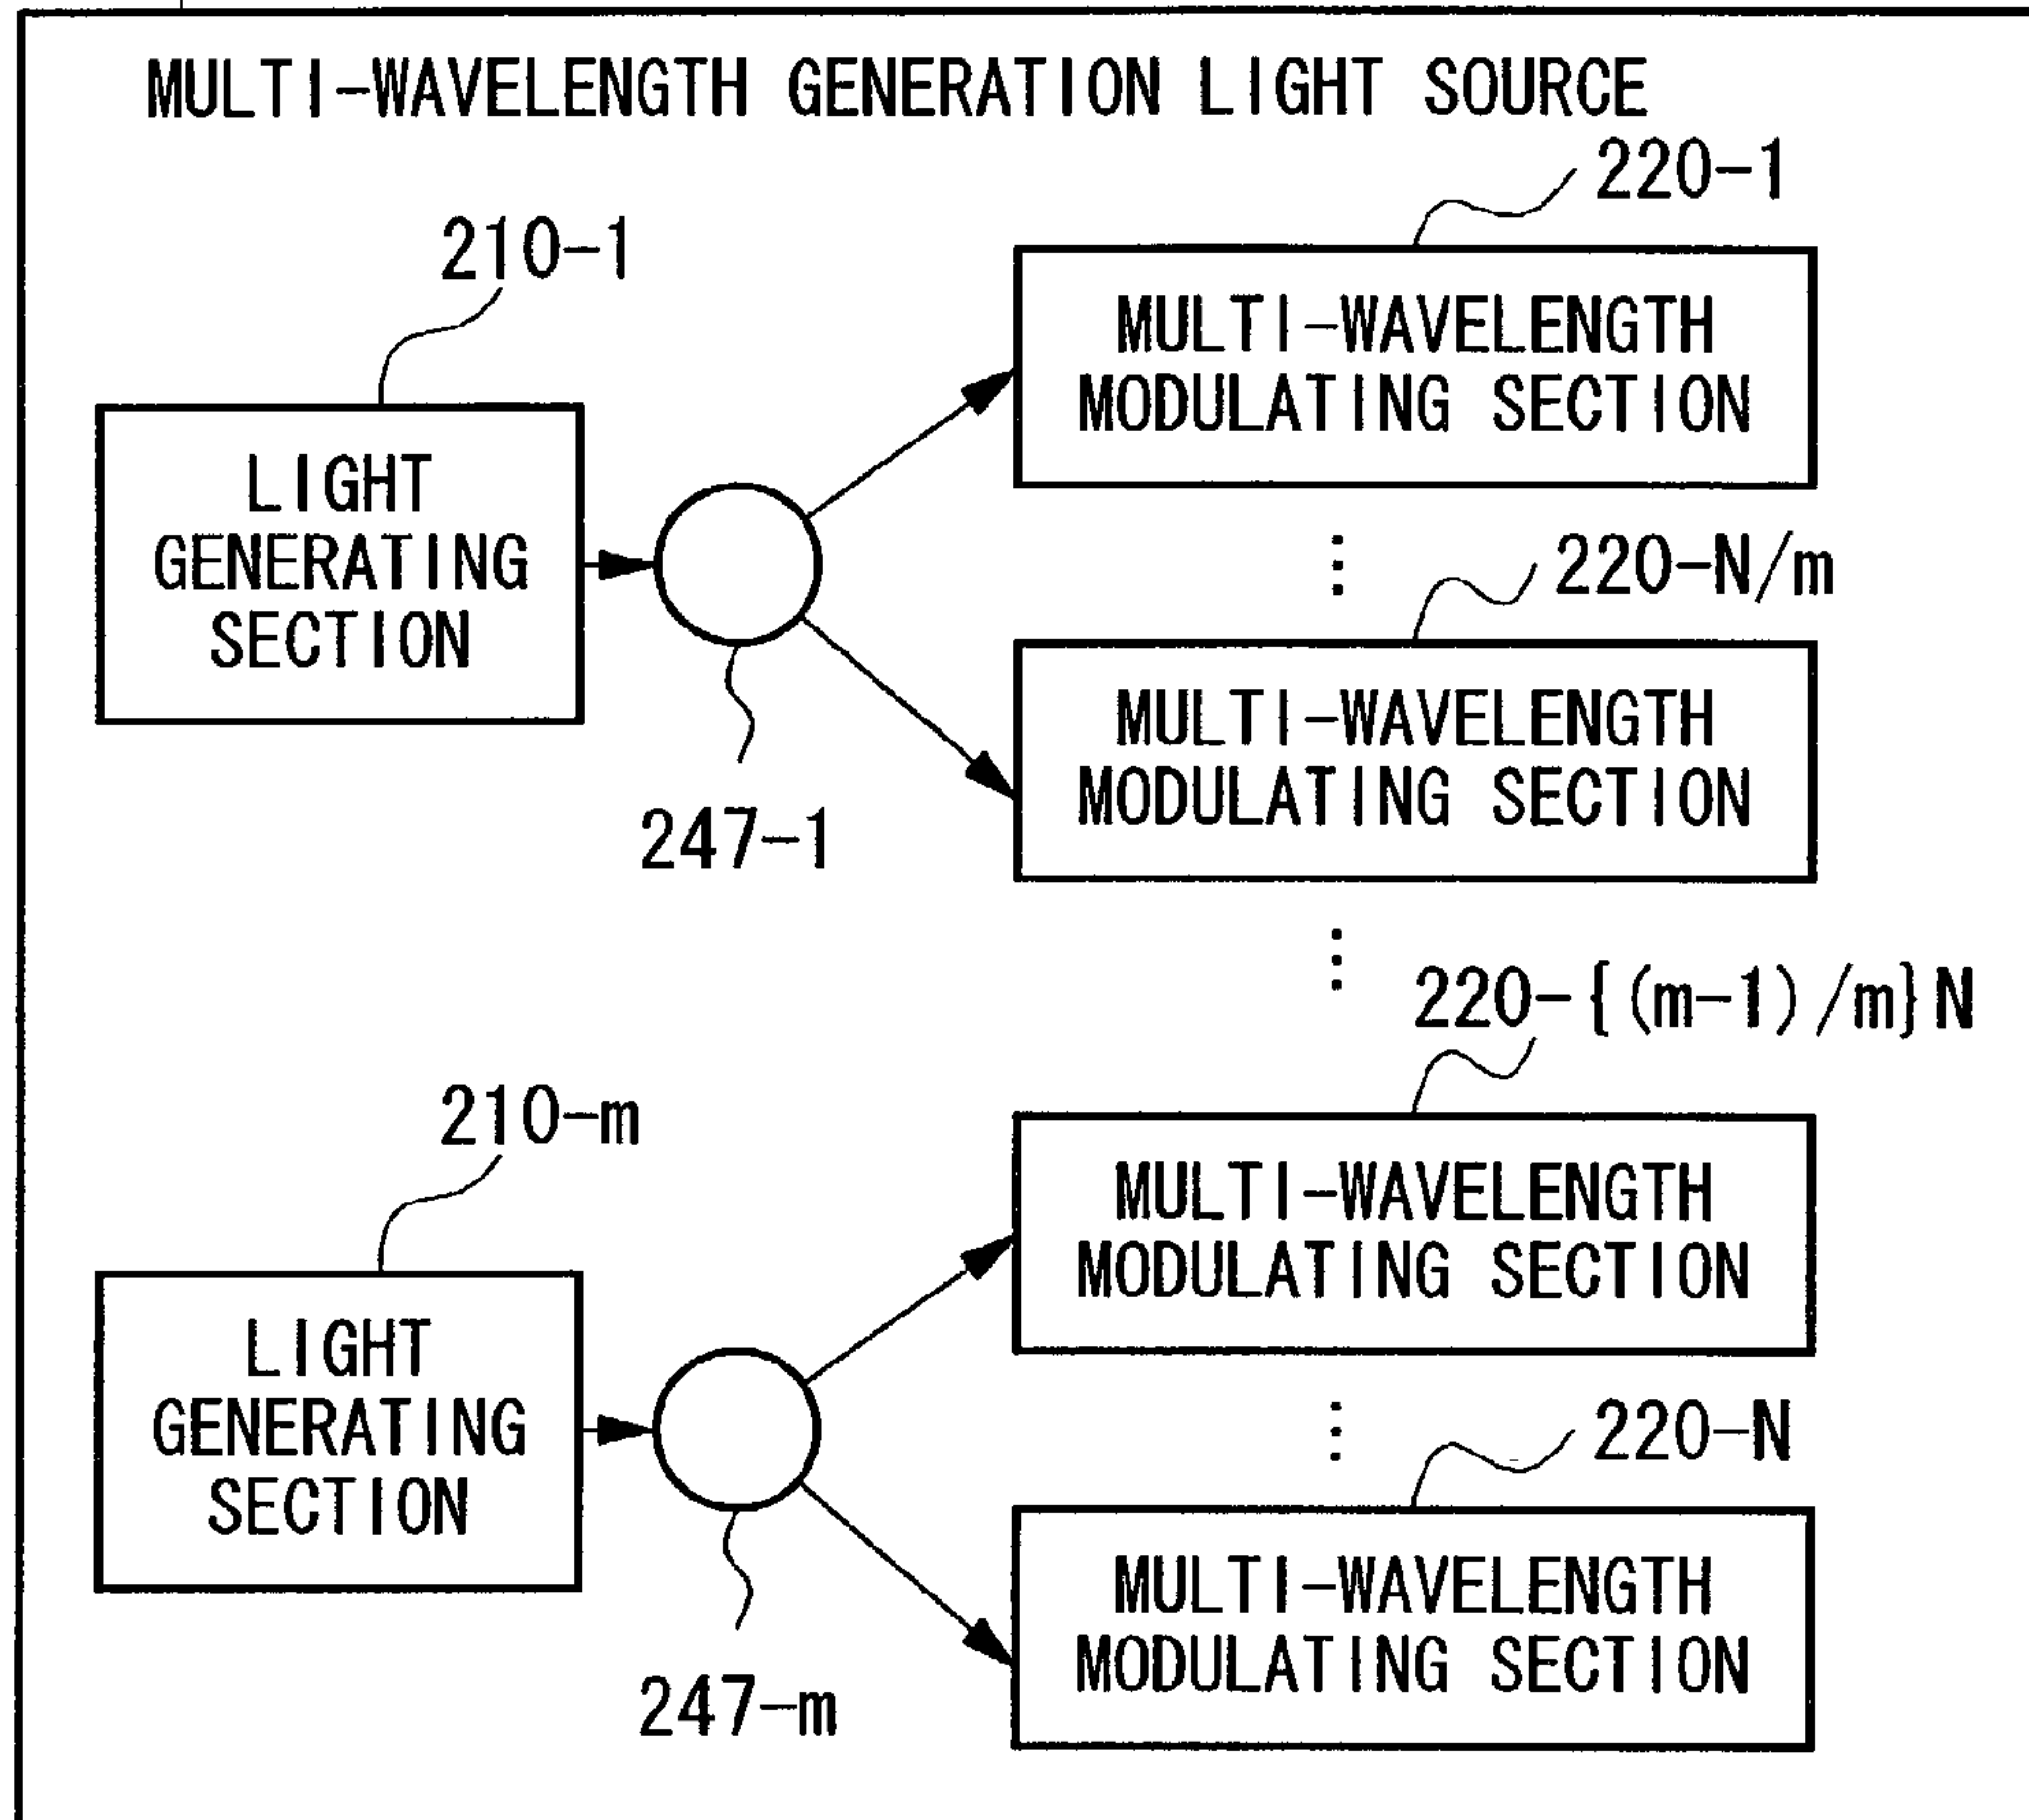 MULTI-WAVELENGTH GENERATION LIGHT SOURCE
220-1
210-1
MULTI-WAVELENGTH
MODULATING SECTION
LIGHT
GENERATING
SECTION
220-N/m
MULTI-WAVELENGTH
MODULATING SECTION
247-1
220-{(m-1)/m}N
210-m
MULTI-WAVELENGTH
MODULATING SECTION
LIGHT
GENERATING
SECTION
220-N
MULTI-WAVELENGTH
MODULATING SECTION
247-m